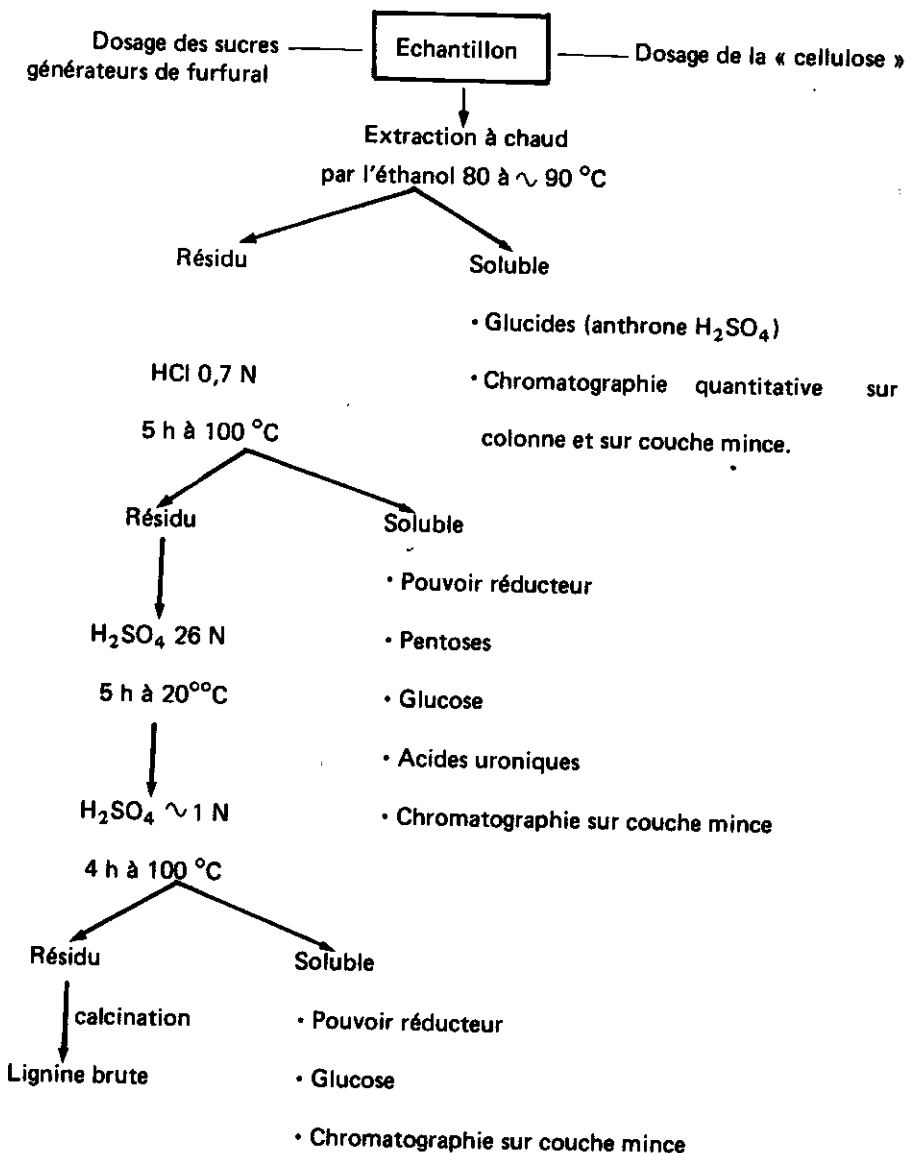 Dosage des sucres
générateurs de furfural
Echantillon
Dosage de la « cellulose »
Extraction à chaud
par l'éthanol 80 à ∿ 90 °C
Résidu
Soluble
• Glucides (anthrone H₂SO₄)
• Chromatographie quantitative sur
colonne et sur couche mince.
HCl 0,7 N
5 h à 100 °C
Résidu
Soluble
• Pouvoir réducteur
• Pentoses
• Glucose
• Acides uroniques
• Chromatographie sur couche mince
H₂SO₄ 26 N
5 h à 20°°C
H₂SO₄ ∿ 1 N
4 h à 100 °C
Résidu
Soluble
calcination
Lignine brute
• Pouvoir réducteur
• Glucose
• Chromatographie sur couche mince